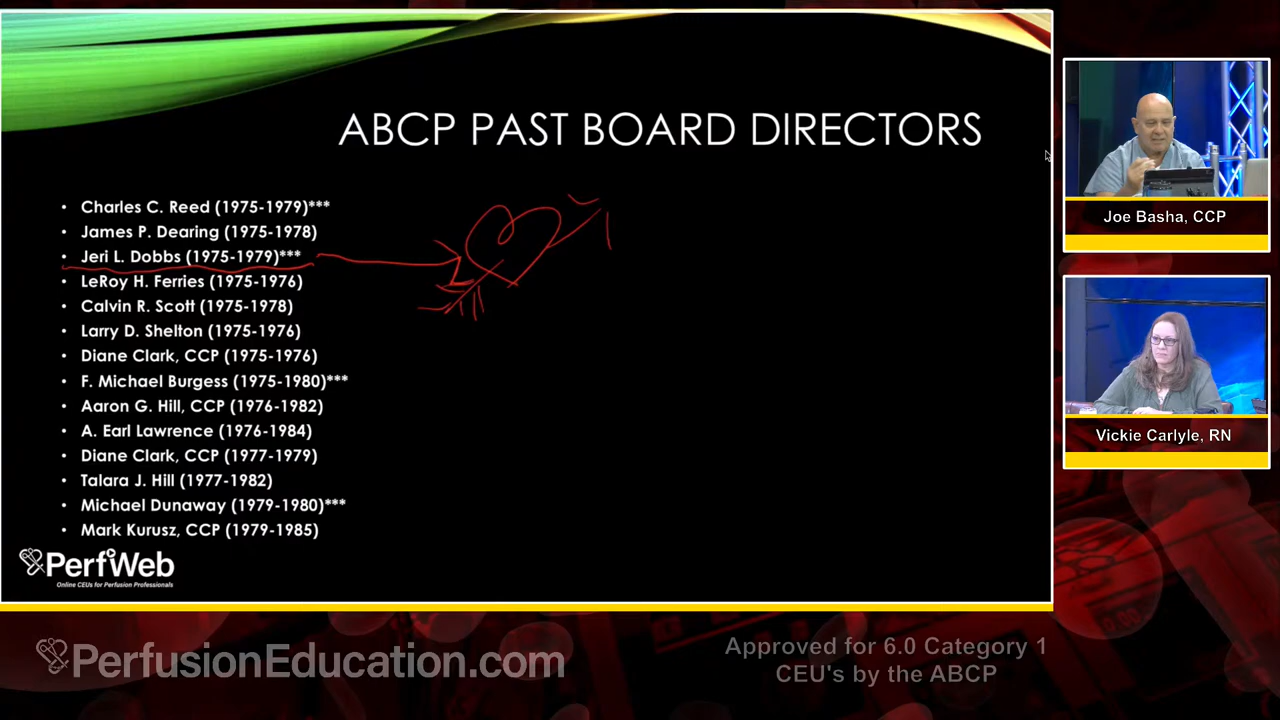 ABCP PAST BOARD DIRECTORS
• Charles C. Reed (1975-1979)***
• James P. Dearing (1975-1978)
• Jeri L. Dobbs (1975-1979)***
• LeRoy H. Ferries (1975-1976)
• Calvin R. Scott (1975-1978)
• Larry D. Shelton (1975-1976)
• Diane Clark, CCP (1975-1976)
• F. Michael Burgess (1975-1980)***
• Aaron G. Hill, CCP (1976-1982)
• A. Earl Lawrence (1976-1984)
• Diane Clark, CCP (1977-1979)
• Talara J. Hill (1977-1982)
• Michael Dunaway (1979-1980)***
• Mark Kurusz, CCP (1979-1985)
PerfWeb
Online CEUs for Perfusion Professionals
Joe Basha, CCP
Vickie Carlyle, RN
PerfusionEducation.com
Approved for 6.0 Category 1
CEU's by the ABCP